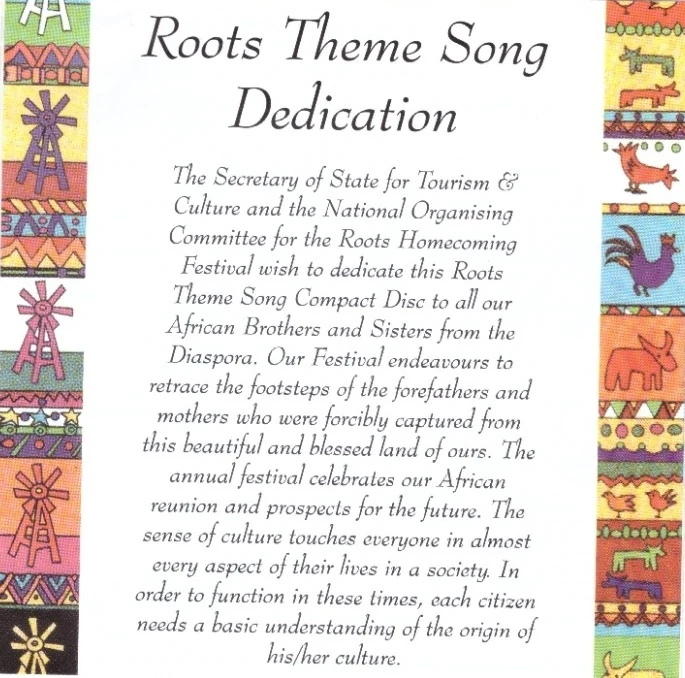 Roots Theme Song
Dedication
The Secretary of State for Tourism &
Culture and the National Organising
Committee for the Roots Homecoming
Festival wish to dedicate this Roots
Theme Song Compact Disc to all our
African Brothers and Sisters from the
Diaspora. Our Festival endeavours to
retrace the footsteps of the forefathers and
mothers who were forcibly captured from
this beautiful and blessed land of ours. The
annual festival celebrates our African
reunion and prospects for the future. The
sense of culture touches everyone in almost
every aspect of their lives in a society. In
order to function in these times, each citizen
needs a basic understanding of the origin of
his/her culture.